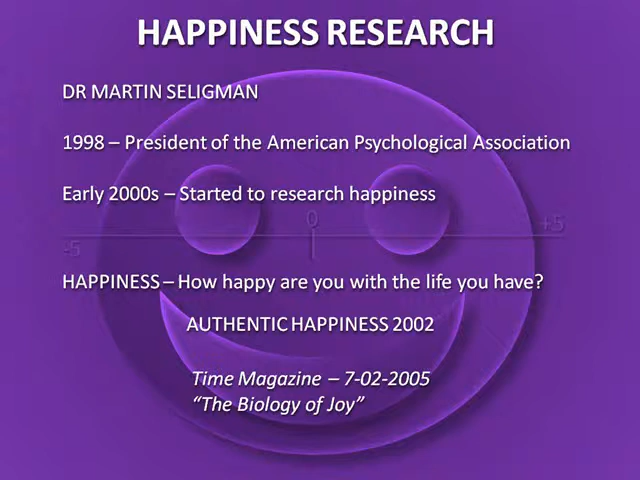 HAPPINESS RESEARCH
DR MARTIN SELIGMAN
1998 – President of the American Psychological Association
Early 2000s – Started to research happiness
0
-5
+5
HAPPINESS – How happy are you with the life you have?
AUTHENTIC HAPPINESS 2002
Time Magazine – 7-02-2005
“The Biology of Joy”